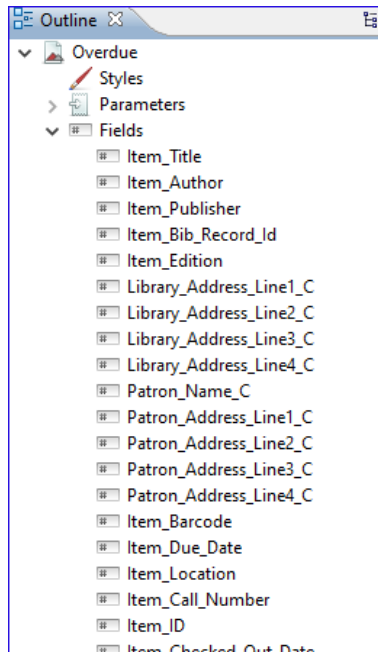 Outline
Overdue
Styles
Parameters
Fields
Item_Title
Item_Author
Item_Publisher
Item_Bib_Record_Id
Item_Edition
Library_Address_Line1_C
Library_Address_Line2_C
Library_Address_Line3_C
Library_Address_Line4_C
Patron_Name_C
Patron_Address_Line1_C
Patron_Address_Line2_C
Patron_Address_Line3_C
Patron_Address_Line4_C
Item_Barcode
Item_Due_Date
Item_Location
Item_Call_Number
Item_ID
Item_Checked_Out_Date